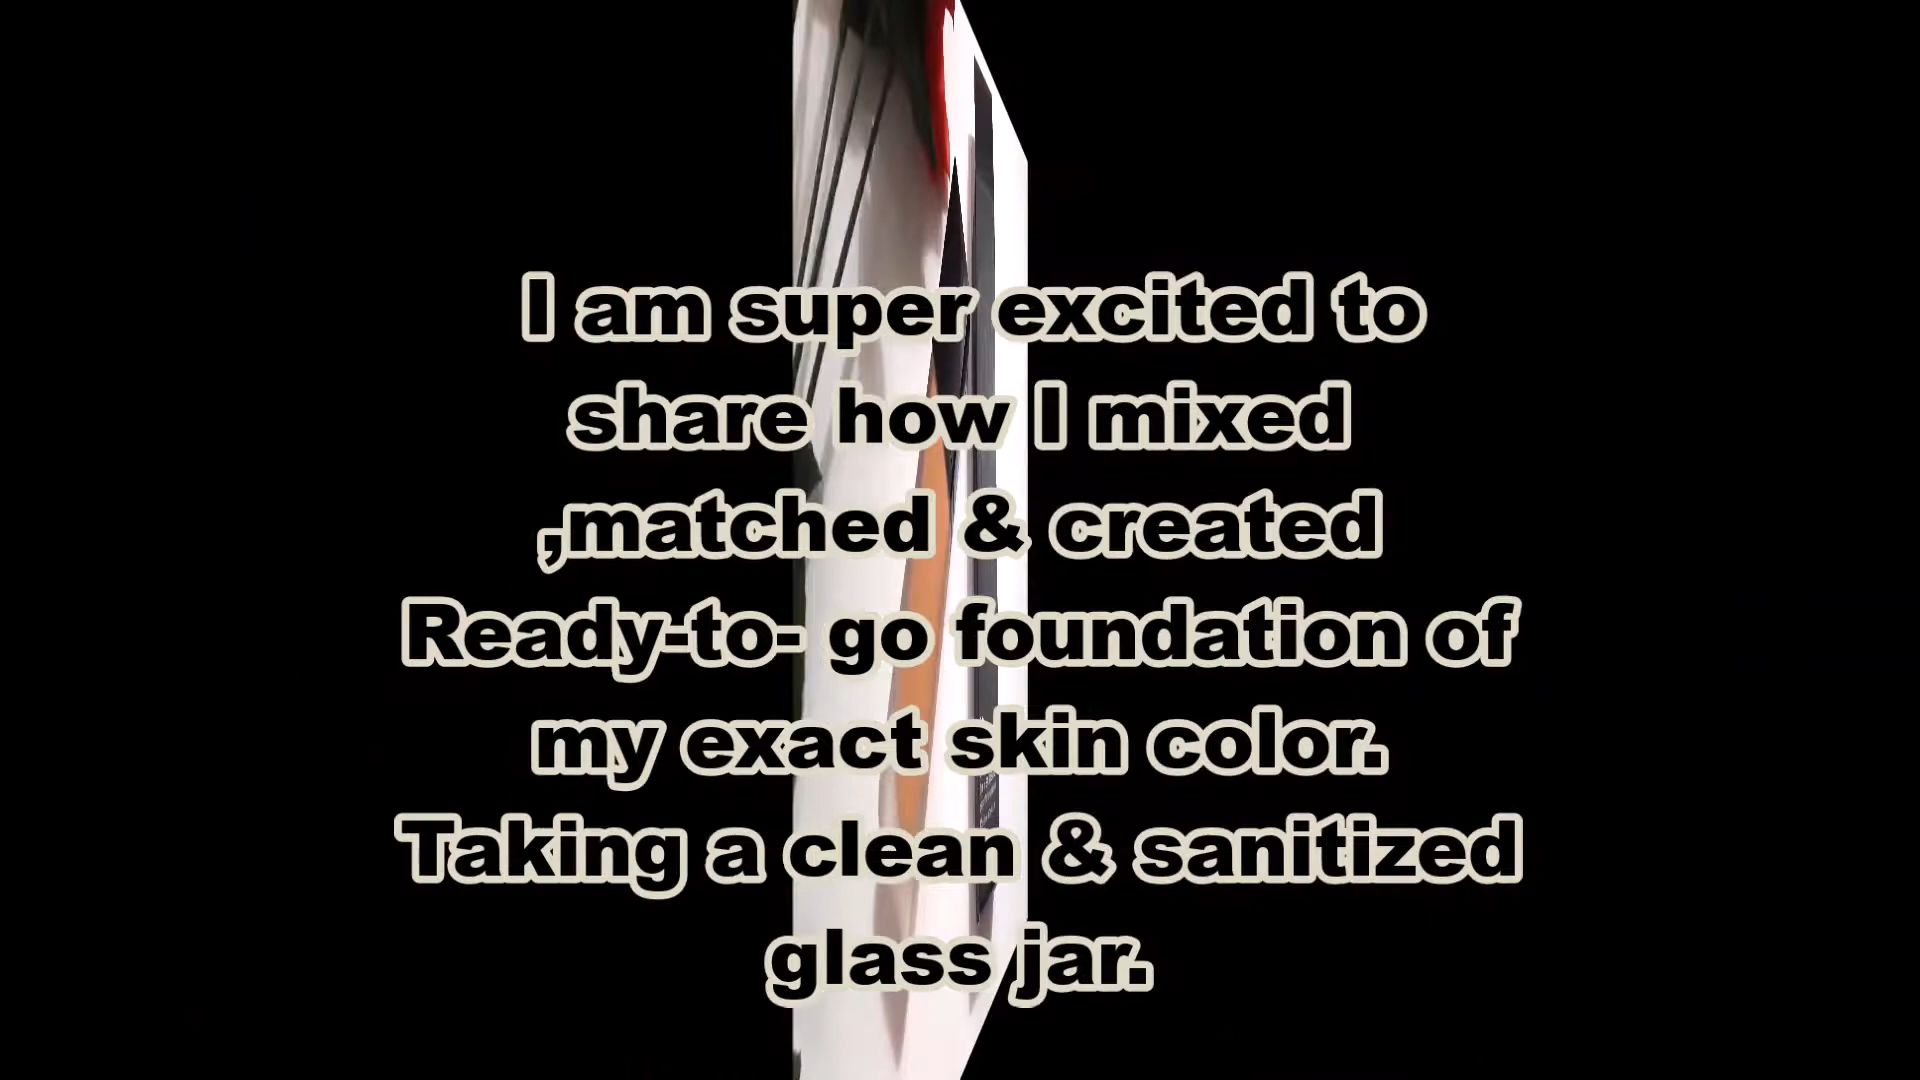 I am super excited to
share how I mixed
,matched & created
Ready-to- go foundation of
my exact skin color.
Taking a clean & sanitized
glass jar.